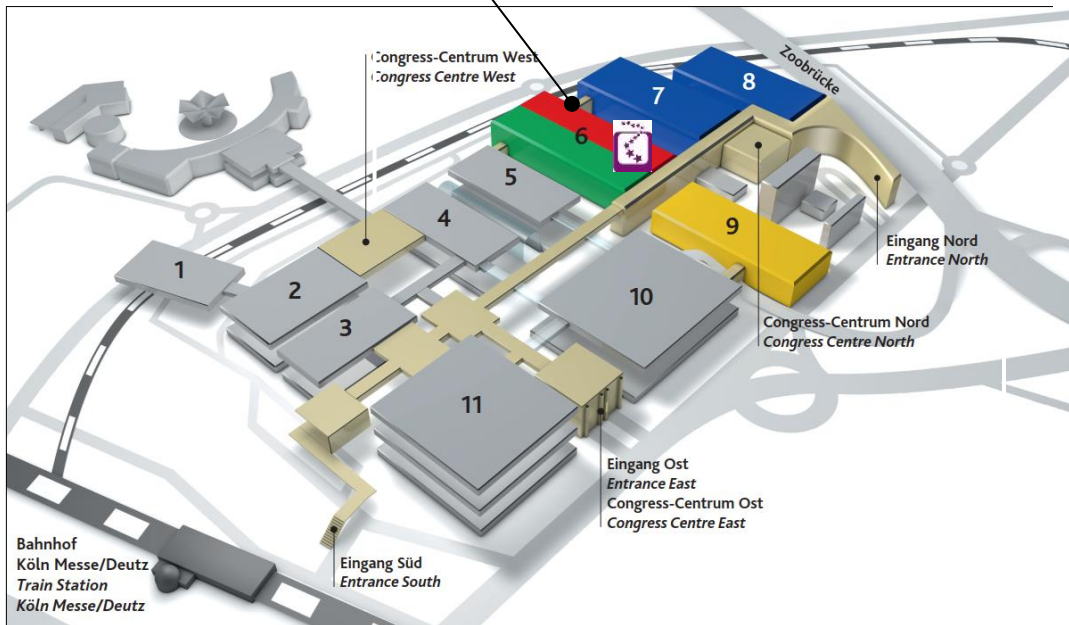 Congress-Centrum West
Congress Centre West
Zoobrücke
8
7
6
5
4
9
1
2
3
10
11
Eingang Nord
Entrance North
Congress-Centrum Nord
Congress Centre North
Eingang Ost
Entrance East
Congress-Centrum Ost
Congress Centre East
Eingang Süd
Entrance South
Bahnhof
Köln Messe/Deutz
Train Station
Köln Messe/Deutz